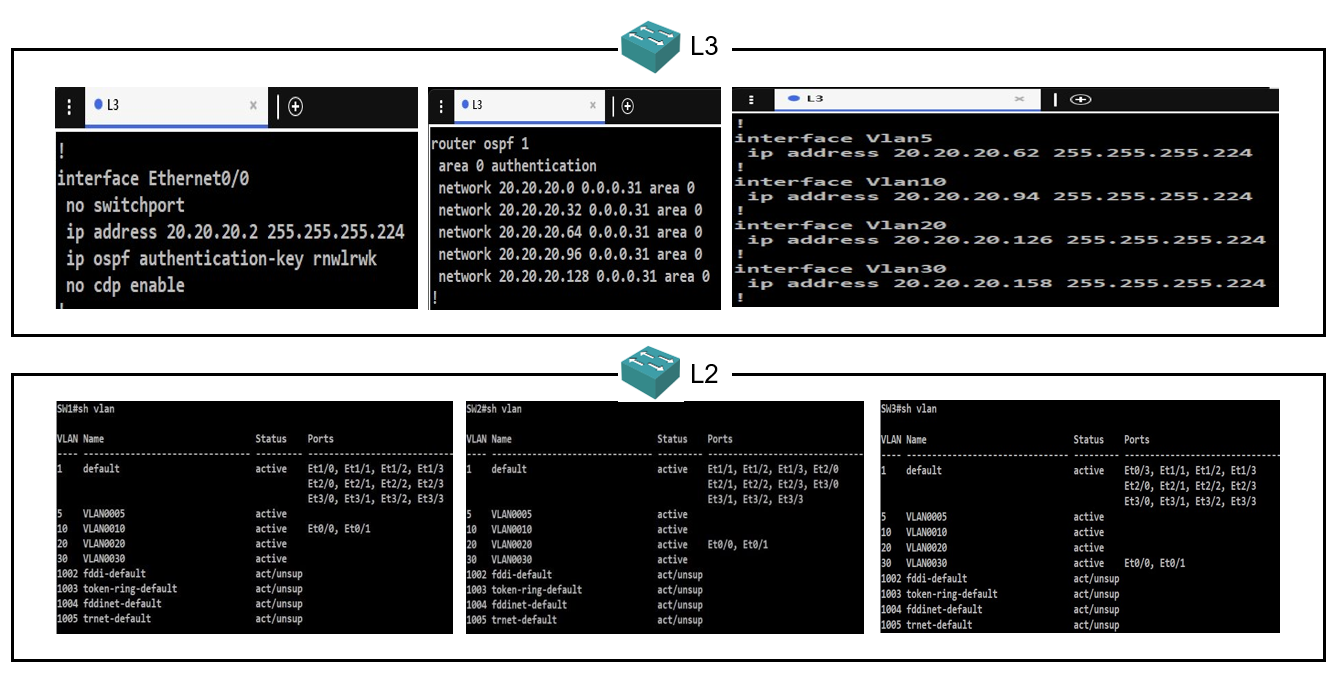 L3
L3
!
interface Ethernet0/0
no switchport
ip address 20.20.20.2 255.255.255.224
ip ospf authentication-key rnwlrwk
no cdp enable
L3
router ospf 1
area 0 authentication
network 20.20.20.0 0.0.0.31 area 0
network 20.20.20.32 0.0.0.31 area 0
network 20.20.20.64 0.0.0.31 area 0
network 20.20.20.96 0.0.0.31 area 0
network 20.20.20.128 0.0.0.31 area 0
!
L3
!
interface Vlan5
ip address 20.20.20.62 255.255.255.224
!
interface Vlan10
ip address 20.20.20.94 255.255.255.224
!
interface Vlan20
ip address 20.20.20.126 255.255.255.224
!
interface Vlan30
ip address 20.20.20.158 255.255.255.224
!
L2
SW1#sh vlan
VLAN Name Status Ports
---- -------------------------------- --------- -------------------------------
1 default active Et1/0, Et1/1, Et1/2, Et1/3
Et2/0, Et2/1, Et2/2, Et2/3
Et3/0, Et3/1, Et3/2, Et3/3
5 VLAN0005 active
10 VLAN0010 active Et0/0, Et0/1
20 VLAN0020 active
30 VLAN0030 active
1002 fddi-default act/unsup
1003 token-ring-default act/unsup
1004 fddinet-default act/unsup
1005 trnet-default act/unsup
SW2#sh vlan
VLAN Name Status Ports
---- -------------------------------- --------- -------------------------------
1 default active Et1/1, Et1/2, Et1/3, Et2/0
Et2/1, Et2/2, Et2/3, Et3/0
Et3/1, Et3/2, Et3/3
5 VLAN0005 active
10 VLAN0010 active
20 VLAN0020 active Et0/0, Et0/1
30 VLAN0030 active
1002 fddi-default act/unsup
1003 token-ring-default act/unsup
1004 fddinet-default act/unsup
1005 trnet-default act/unsup
SW3#sh vlan
VLAN Name Status Ports
---- -------------------------------- --------- -------------------------------
1 default active Et0/3, Et1/1, Et1/2, Et1/3
Et2/0, Et2/1, Et2/2, Et2/3
Et3/0, Et3/1, Et3/2, Et3/3
5 VLAN0005 active
10 VLAN0010 active
20 VLAN0020 active
30 VLAN0030 active Et0/0, Et0/1
1002 fddi-default act/unsup
1003 token-ring-default act/unsup
1004 fddinet-default act/unsup
1005 trnet-default act/unsup